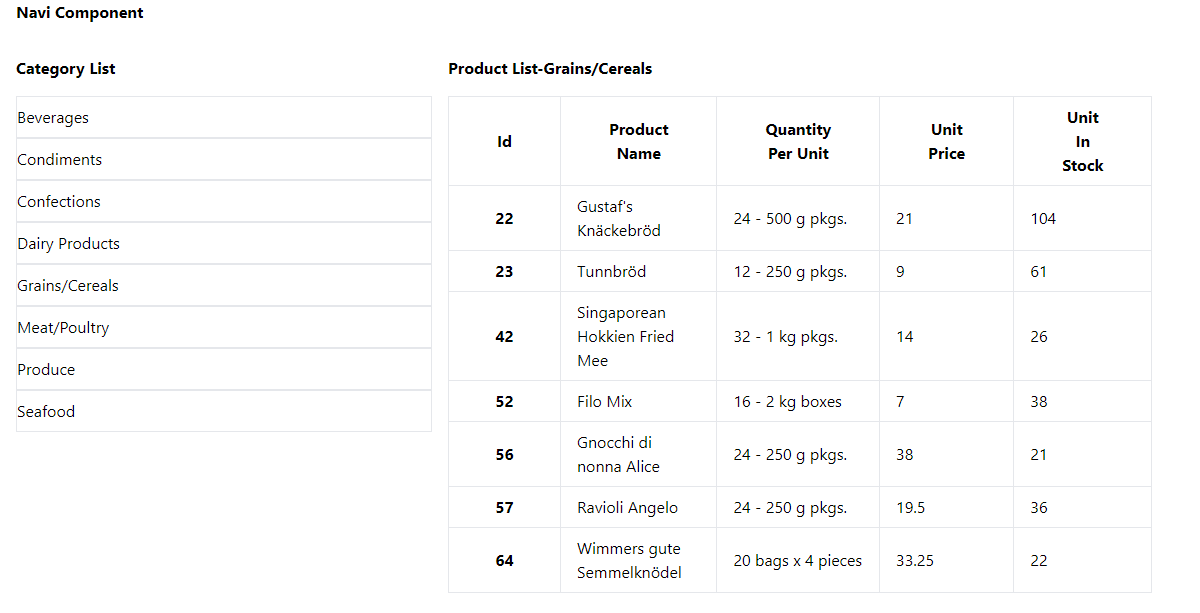 Navi Component
Category List
Beverages
Condiments
Confections
Dairy Products
Grains/Cereals
Meat/Poultry
Produce
Seafood
Product List-Grains/Cereals
Id
Product
Name
Quantity
Per Unit
Unit
Price
Unit
In
Stock
22
Gustaf's
Knäckebröd
24 - 500 g pkgs.
21
104
23
Tunnbröd
12 - 250 g pkgs.
9
61
42
Singaporean
Hokkien Fried
Mee
32 - 1 kg pkgs.
14
26
52
Filo Mix
16 - 2 kg boxes
7
38
56
Gnocchi di
nonna Alice
24 - 250 g pkgs.
38
21
57
Ravioli Angelo
24 - 250 g pkgs.
19.5
36
64
Wimmers gute
Semmelknödel
20 bags x 4 pieces
33.25
22